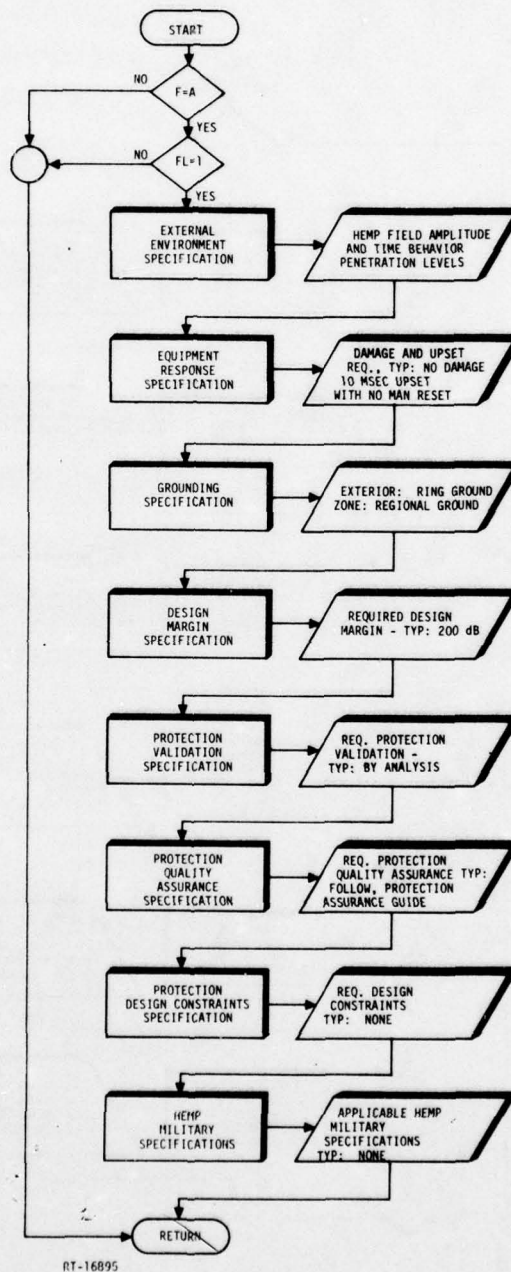 START
NO
F=A
YES
NO
FL=1
YES
EXTERNAL
ENVIRONMENT
SPECIFICATION
HEMP FIELD AMPLITUDE
AND TIME BEHAVIOR
PENETRATION LEVELS
EQUIPMENT
RESPONSE
SPECIFICATION
DAMAGE AND UPSET
REQ., TYP: NO DAMAGE
10 MSEC UPSET
WITH NO MAN RESET
GROUNDING
SPECIFICATION
EXTERIOR: RING GROUND
ZONE: REGIONAL GROUND
DESIGN
MARGIN
SPECIFICATION
REQUIRED DESIGN
MARGIN - TYP: 200 dB
PROTECTION
VALIDATION
SPECIFICATION
REQ. PROTECTION
VALIDATION -
TYP: BY ANALYSIS
PROTECTION
QUALITY
ASSURANCE
SPECIFICATION
REQ. PROTECTION
QUALITY ASSURANCE TYP:
FOLLOW, PROTECTION
ASSURANCE GUIDE
PROTECTION
DESIGN CONSTRAINTS
SPECIFICATION
REQ. DESIGN
CONSTRAINTS
TYP: NONE
HEMP
MILITARY
SPECIFICATIONS
APPLICABLE HEMP
MILITARY
SPECIFICATIONS
TYP: NONE
RETURN
RT-16895